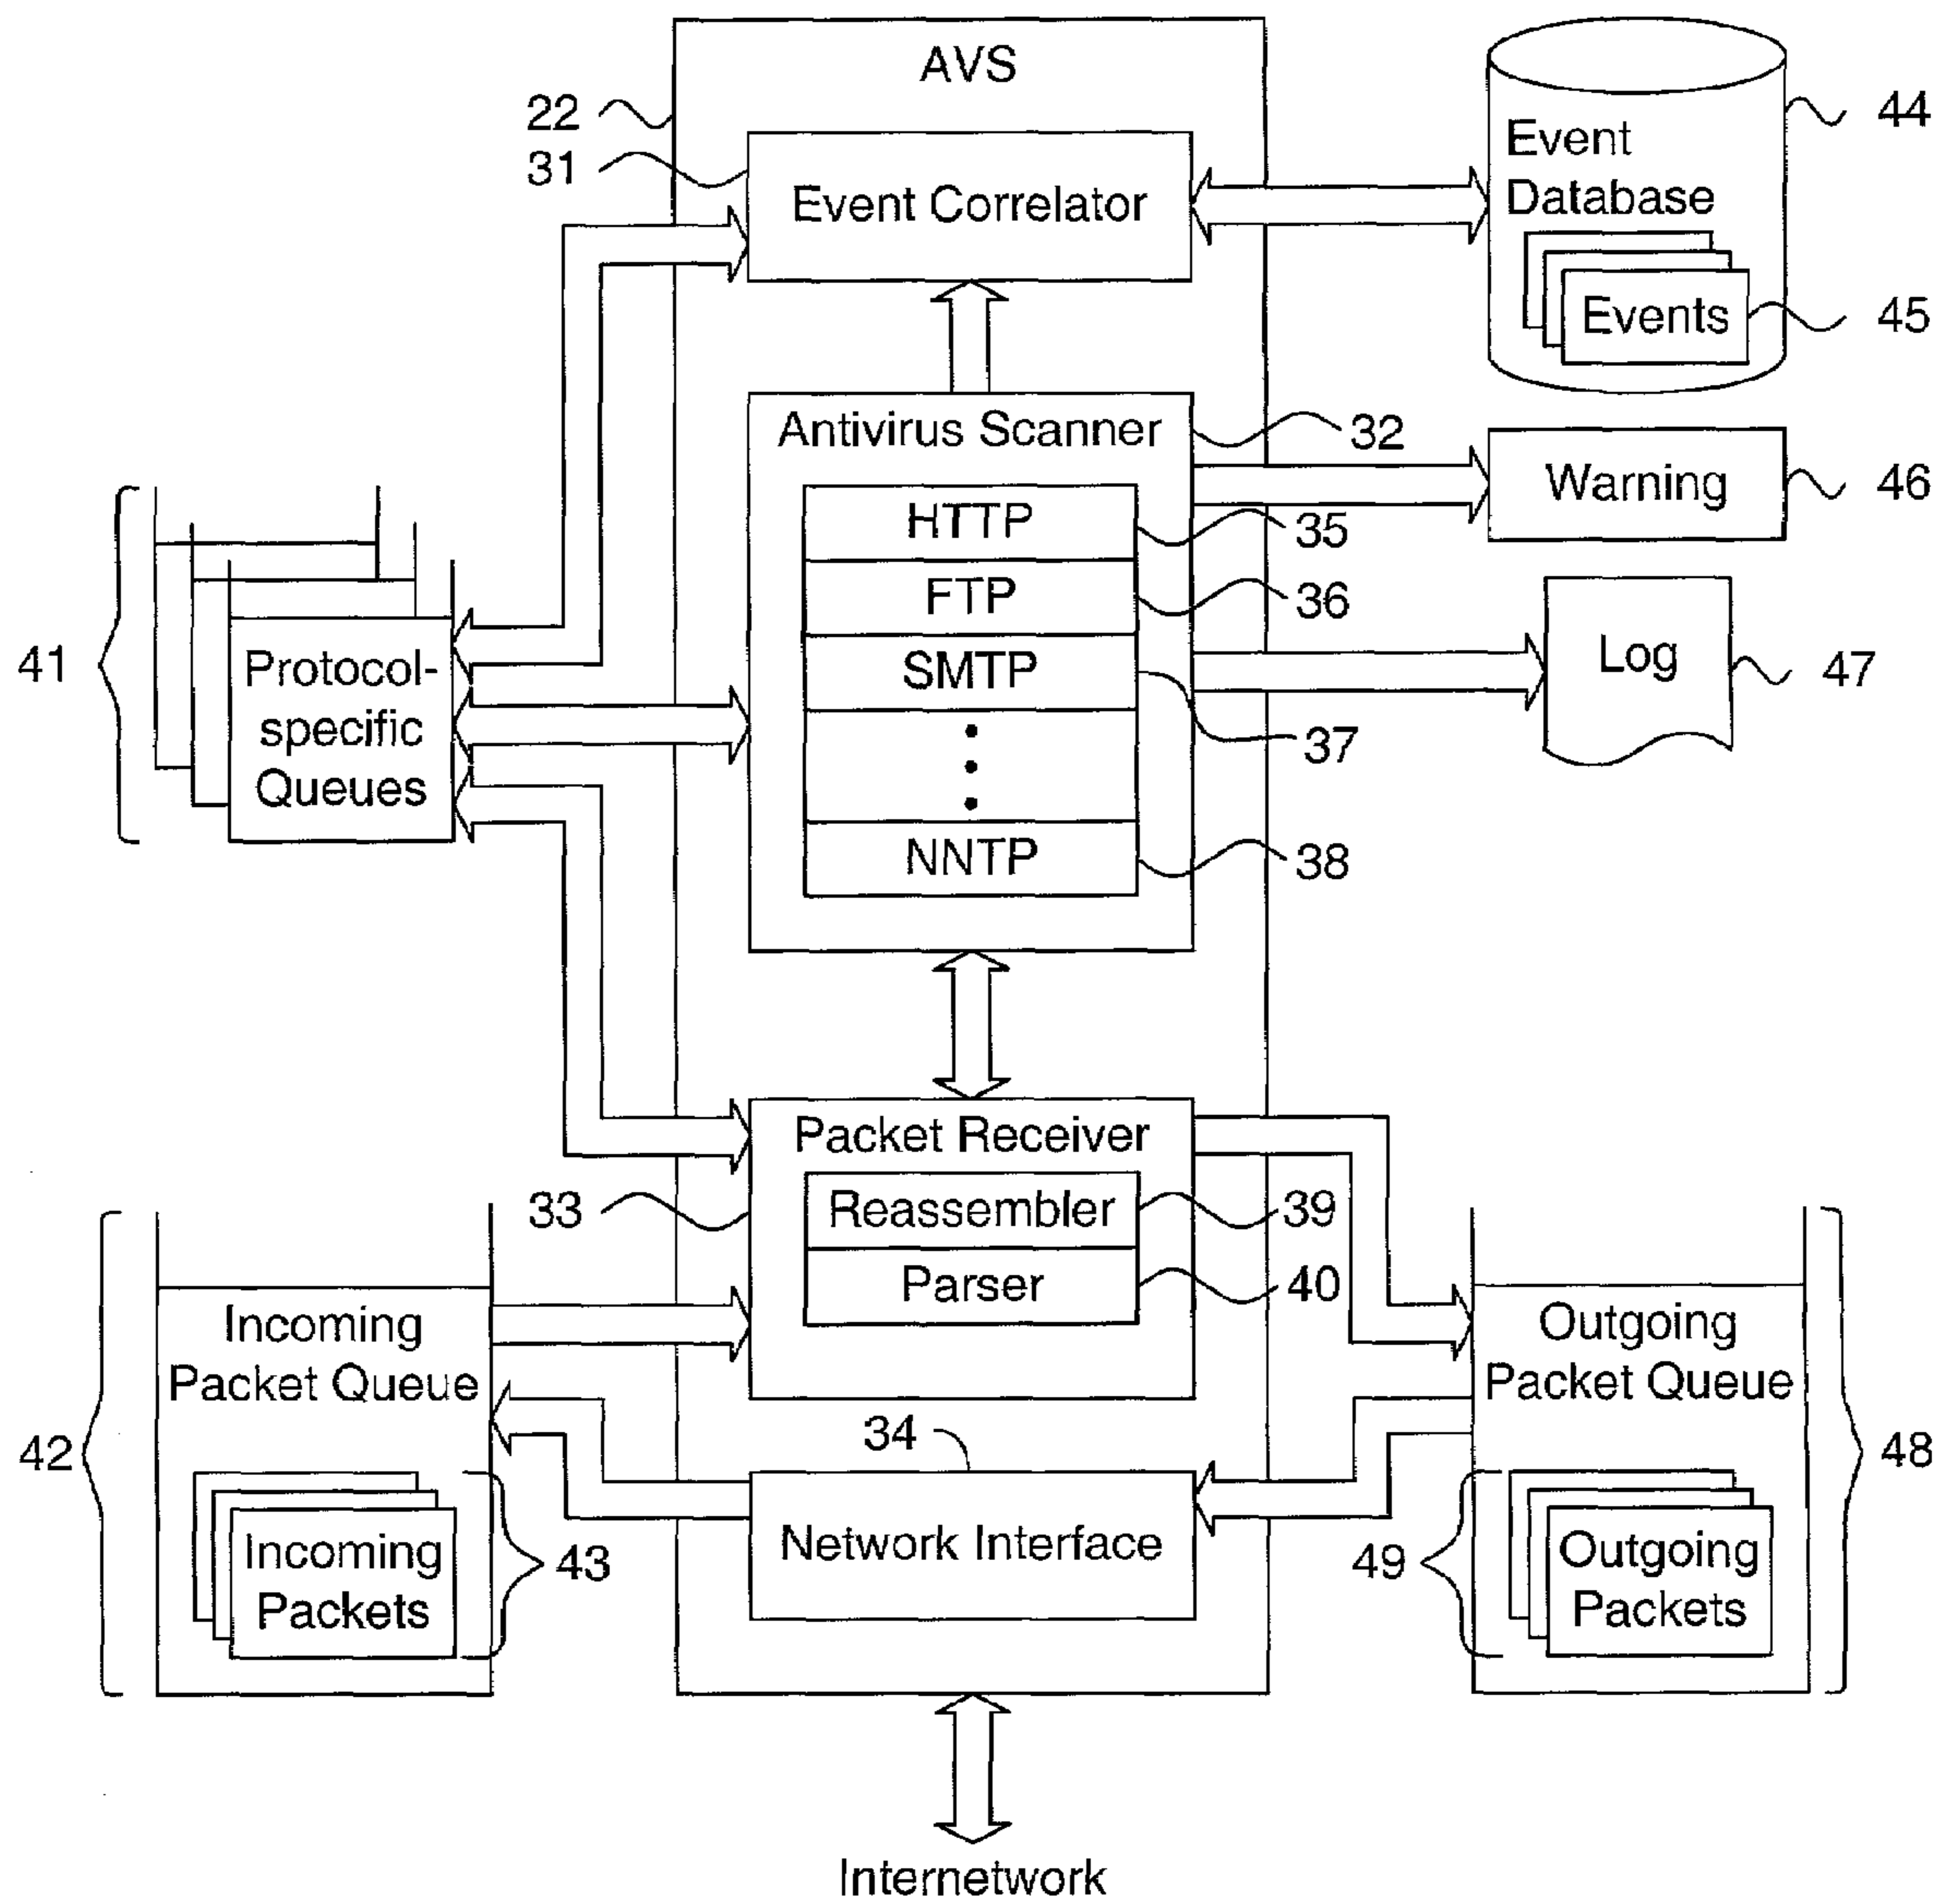 AVS
22
31
Event Correlator
44
Event
Database
Events
45
Antivirus Scanner
32
HTTP
35
FTP
36
SMTP
37
NNTP
38
Warning
46
Log
47
41
Protocol-
specific
Queues
Packet Receiver
33
Reassembler
39
Parser
40
42
Incoming
Packet Queue
Incoming
Packets
43
34
Network Interface
Outgoing
Packet Queue
48
49
Outgoing
Packets
Internetwork